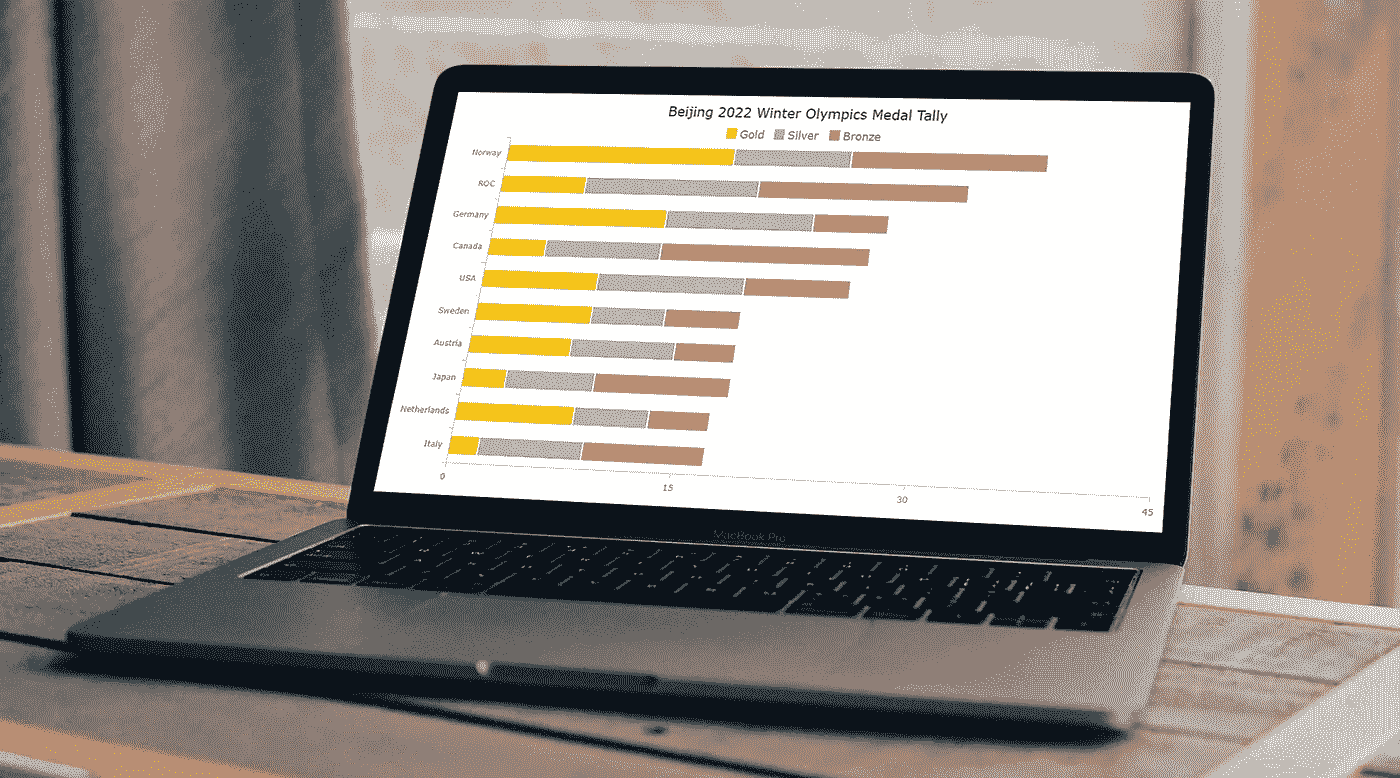 Beijing 2022 Winter Olympics Medal Tally
Gold Silver Bronze
Norway
ROC
Germany
Canada
USA
Sweden
Austria
Japan
Netherlands
Italy
0 15 30 45
MacBook Pro